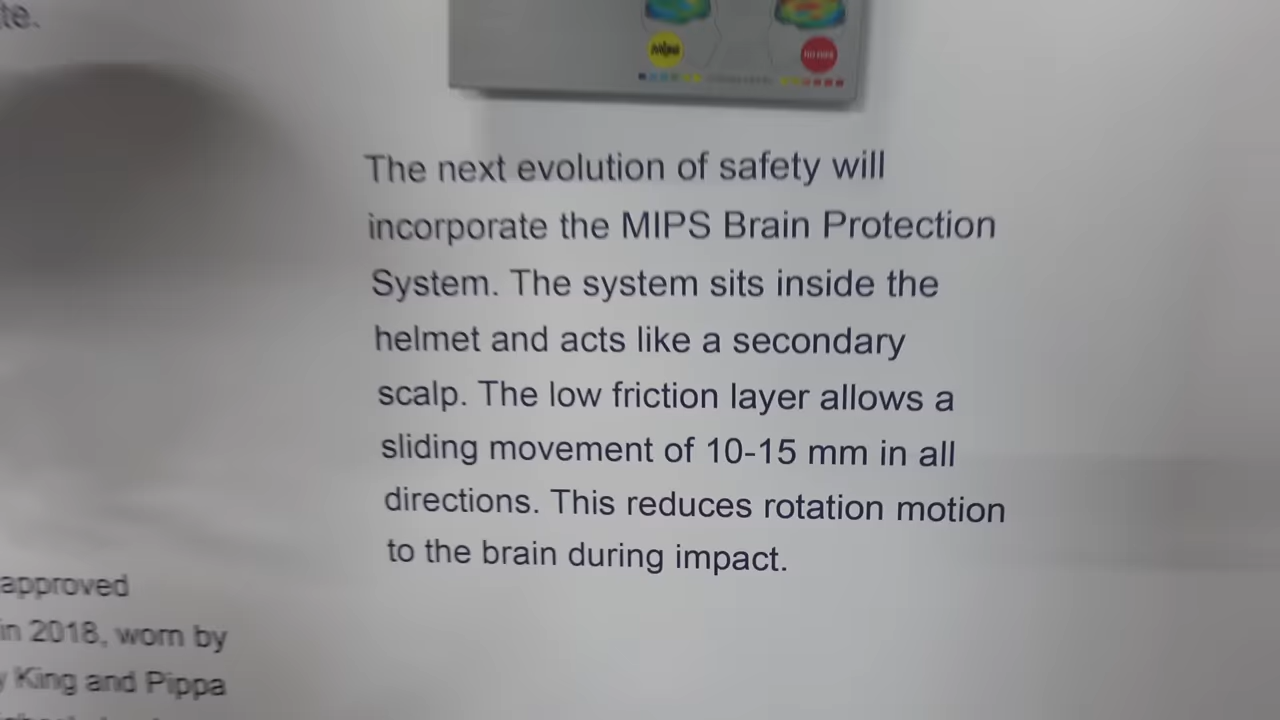 te.
mips
The next evolution of safety will
incorporate the MIPS Brain Protection
System. The system sits inside the
helmet and acts like a secondary
scalp. The low friction layer allows a
sliding movement of 10-15 mm in all
directions. This reduces rotation motion
to the brain during impact.
approved
in 2018, worn by
y King and Pippa